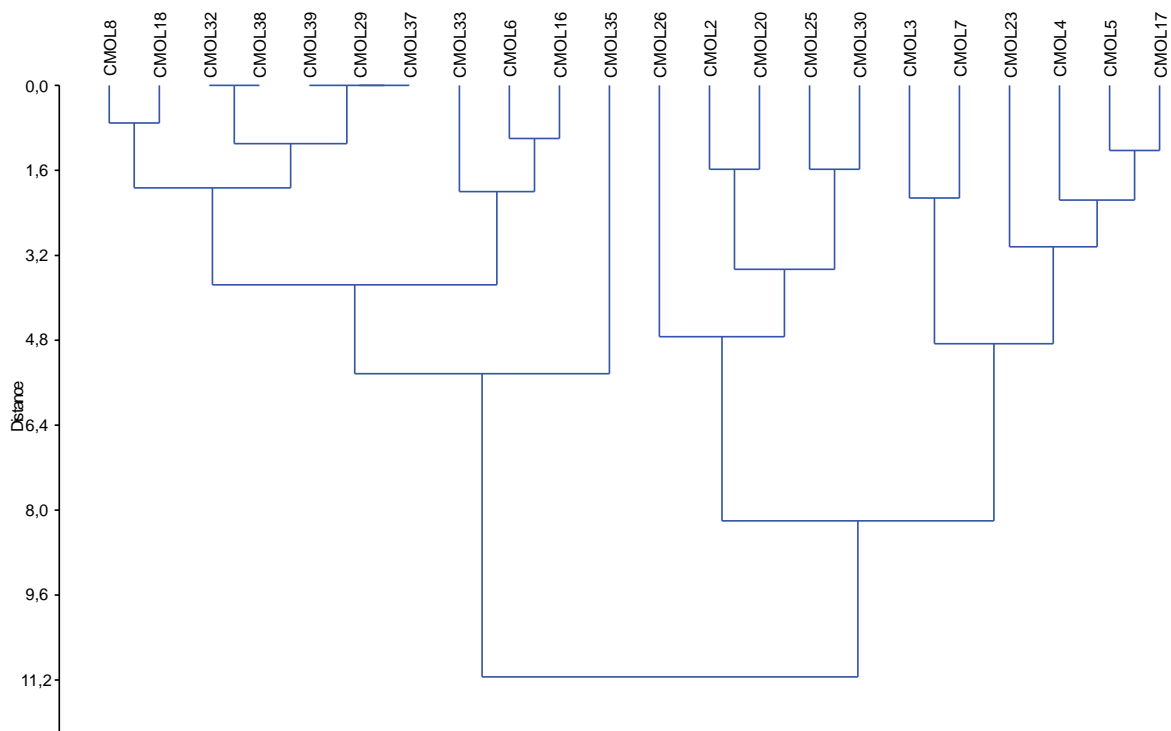 CMOL8
CMOL18
CMOL32
CMOL38
CMOL39
CMOL29
CMOL37
CMOL33
CMOL6
CMOL16
CMOL35
CMOL26
CMOL2
CMOL20
CMOL25
CMOL30
CMOL3
CMOL7
CMOL23
CMOL4
CMOL5
CMOL17
0,0
1,6
3,2
4,8
6,4
8,0
9,6
11,2
Distance